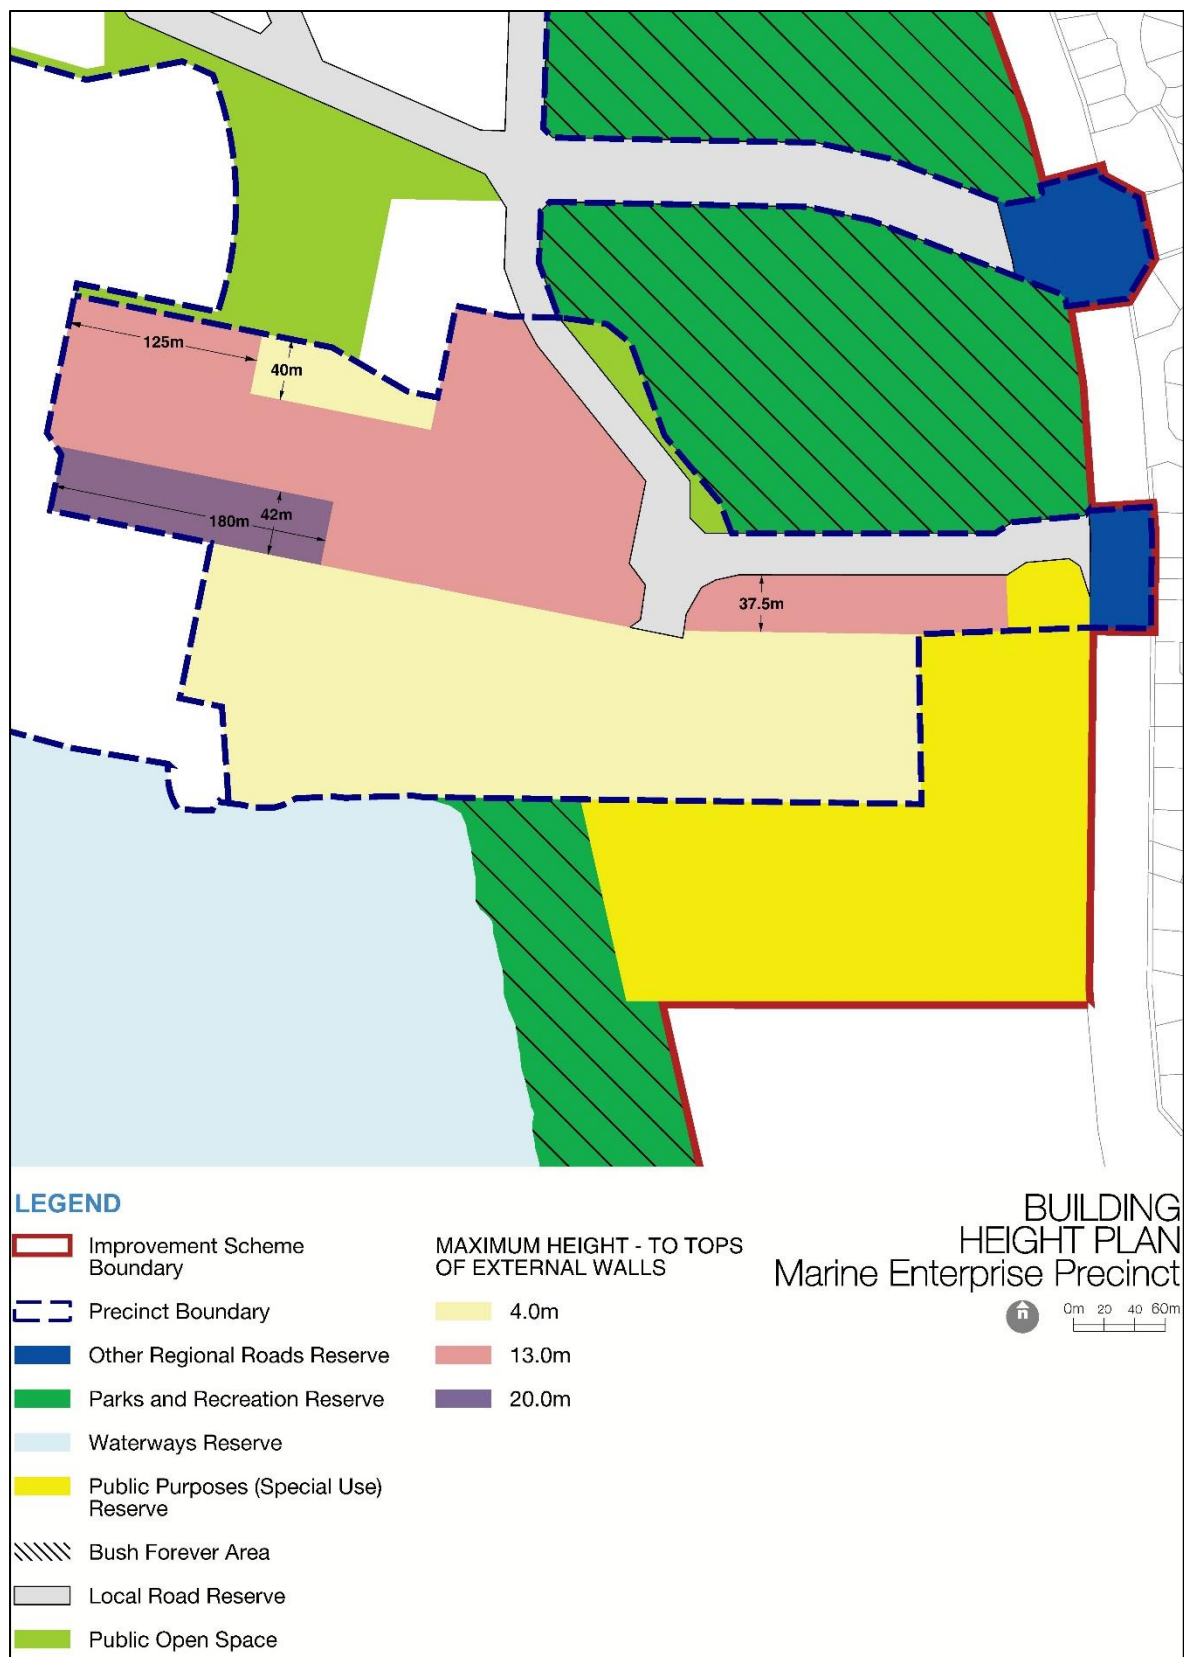 125m
40m
42m
180m
37.5m
LEGEND
Improvement Scheme
Boundary
Precinct Boundary
Other Regional Roads Reserve
Parks and Recreation Reserve
Waterways Reserve
Public Purposes (Special Use)
Reserve
Bush Forever Area
Local Road Reserve
Public Open Space
MAXIMUM HEIGHT - TO TOPS
OF EXTERNAL WALLS
4.0m
13.0m
20.0m
BUILDING
HEIGHT PLAN
Marine Enterprise Precinct
n
0m 20 40 60m